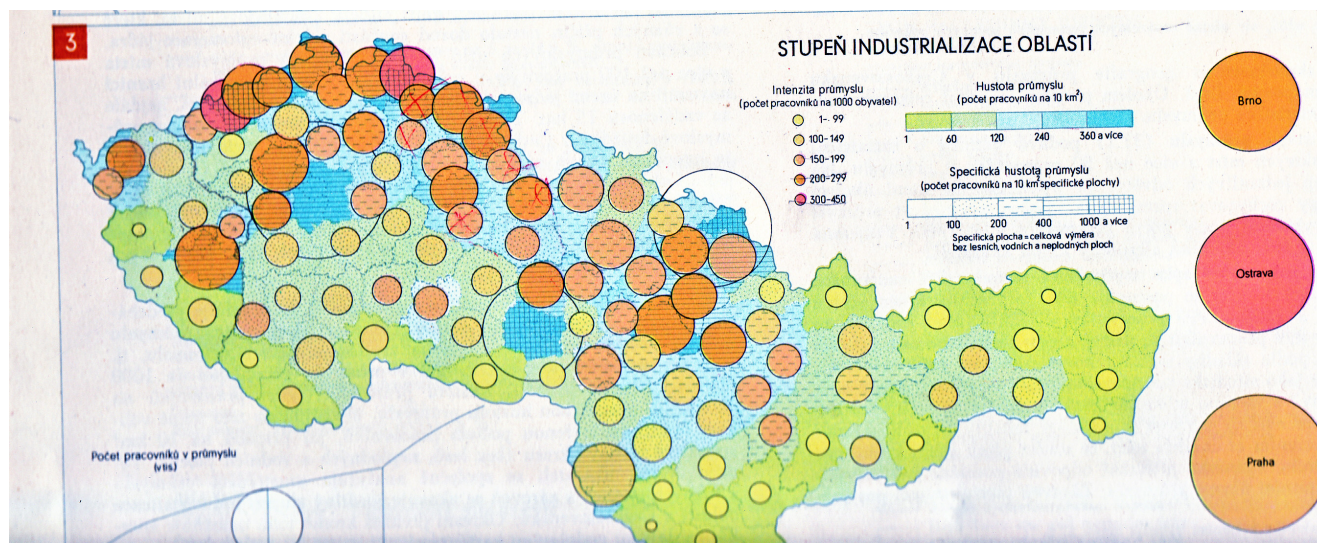 3
STUPEŇ INDUSTRIALIZACE OBLASTÍ
Intenzita průmyslu
(počet pracovníků na 1000 obyvatel)
1-99
100-149
150-199
200-299
300-450
Hustota průmyslu
(počet pracovníků na 10 km²)
1 60 120 240 360 a více
Specifická hustota průmyslu
(počet pracovníků na 10 km² specifické plochy)
1 100 200 400 1000 a více
Specifická plocha = celková výměra
bez lesních, vodních a neplodných ploch
Brno
Ostrava
Praha
Počet pracovníků v průmyslu
(v tis.)